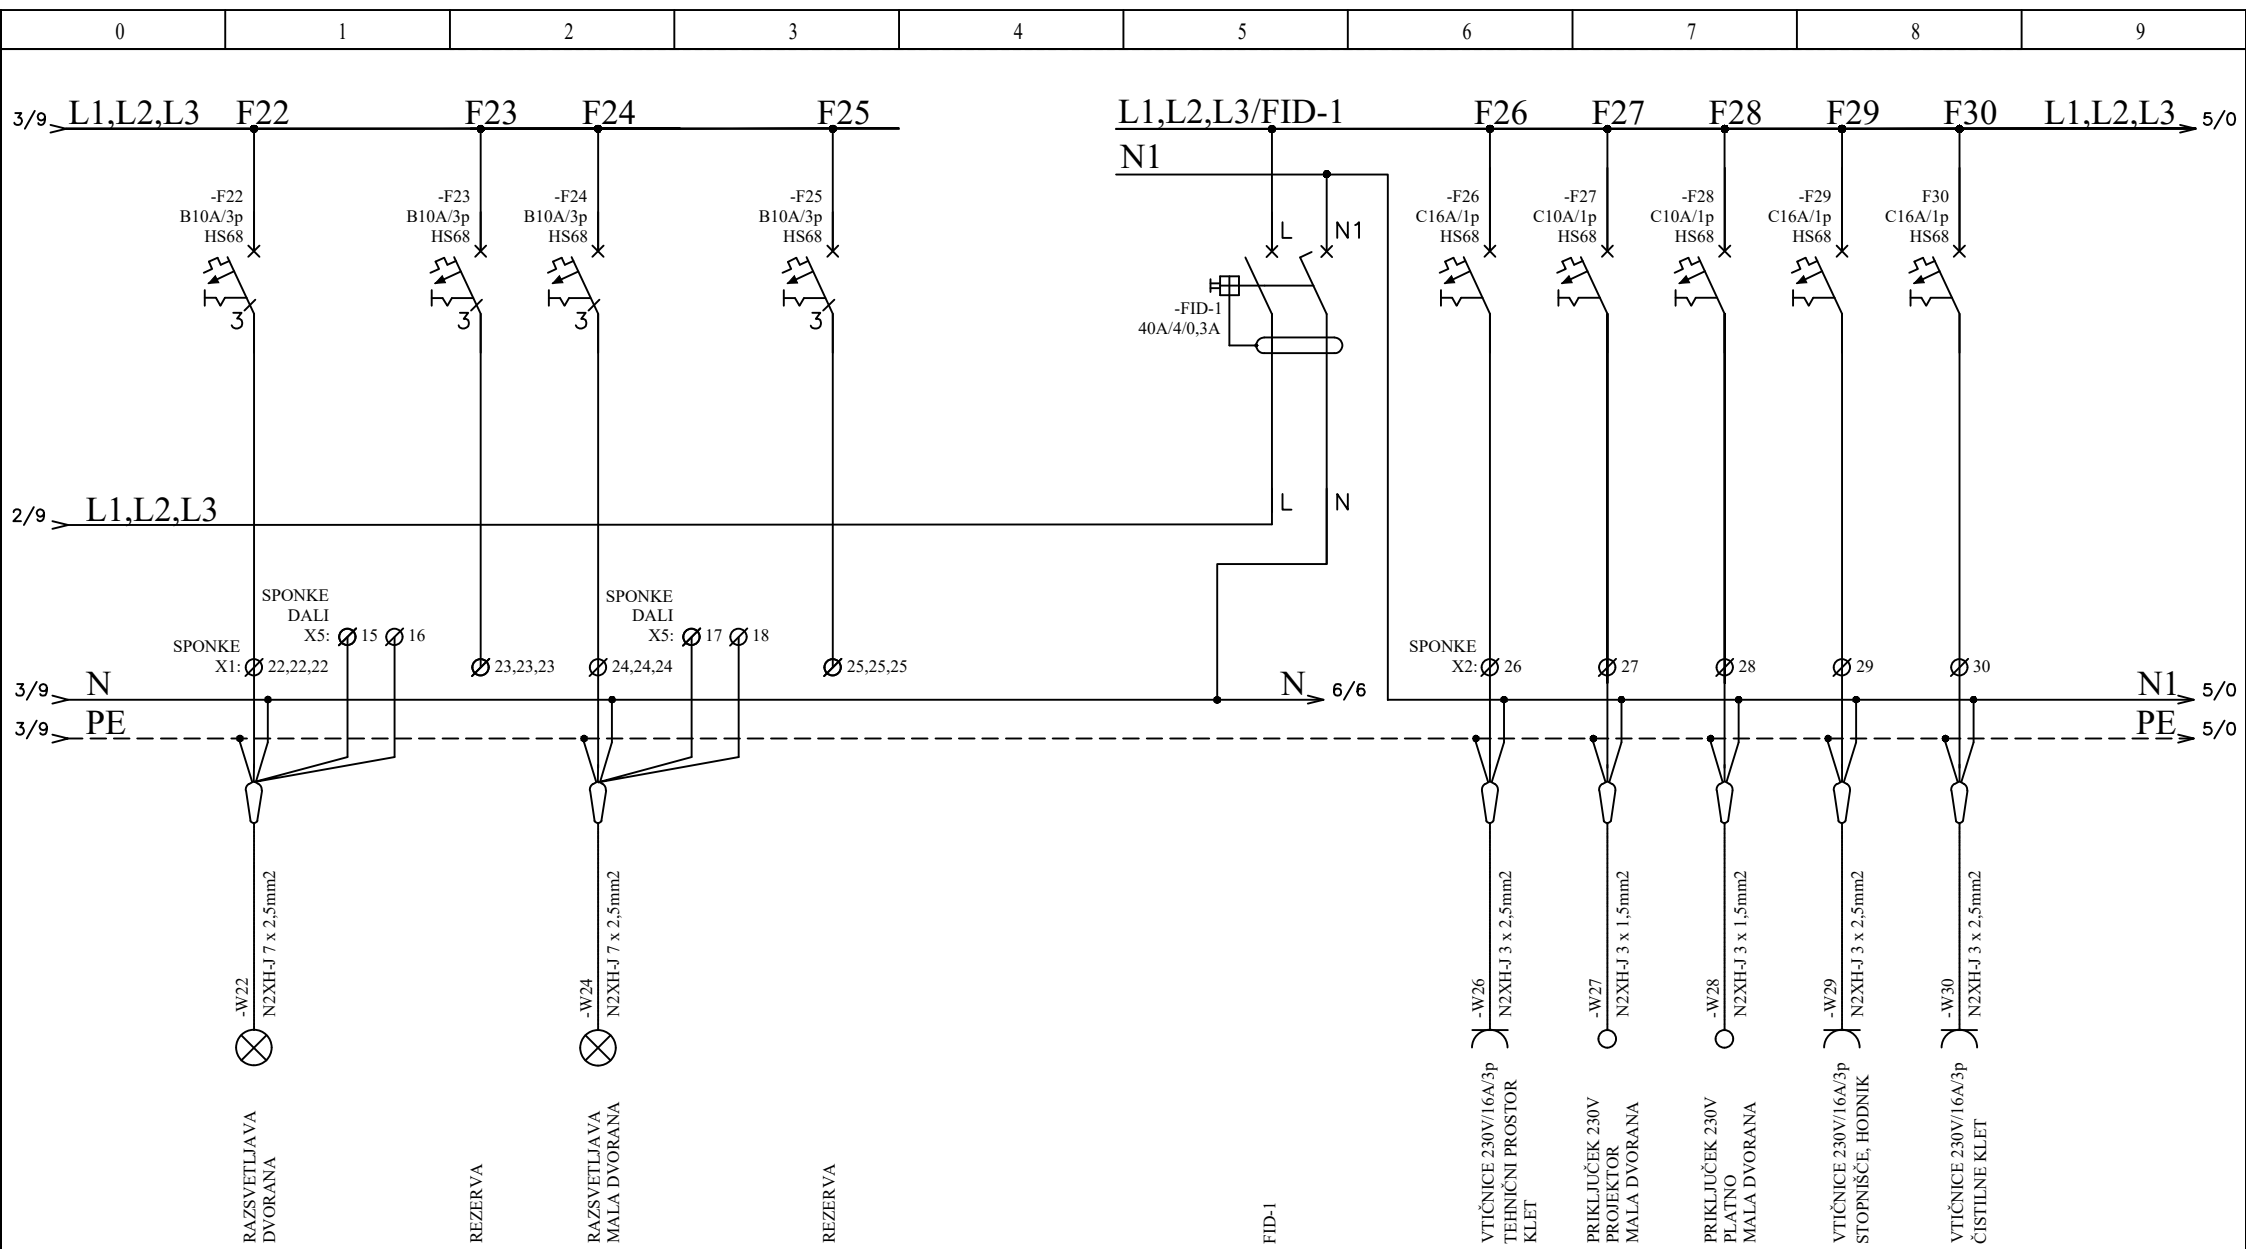 0
1
2
3
4
5
6
7
8
9
3/9
L1,L2,L3
F22
F23
F24
F25
L1,L2,L3/FID-1
F26
F27
F28
F29
F30
L1,L2,L3
5/0
N1
-F22
B10A/3p
HS68
3
-F23
B10A/3p
HS68
3
-F24
B10A/3p
HS68
3
-F25
B10A/3p
HS68
3
L
N1
-FID-1
40A/4/0,3A
-F26
C16A/1p
HS68
-F27
C10A/1p
HS68
-F28
C10A/1p
HS68
-F29
C16A/1p
HS68
F30
C16A/1p
HS68
2/9
L1,L2,L3
L
N
SPONKE
DALI
X5:
15
16
SPONKE
X1:
22,22,22
23,23,23
SPONKE
DALI
X5:
17
18
24,24,24
25,25,25
SPONKE
X2:
26
27
28
29
30
3/9
N
N
6/6
N1
5/0
3/9
PE
PE
5/0
-W22
N2XH-J 7 x 2,5mm2
-W24
N2XH-J 7 x 2,5mm2
-W26
N2XH-J 3 x 2,5mm2
-W27
N2XH-J 3 x 1,5mm2
-W28
N2XH-J 3 x 1,5mm2
-W29
N2XH-J 3 x 2,5mm2
-W30
N2XH-J 3 x 2,5mm2
RAZSVETLJAVA
DVORANA
REZERVA
RAZSVETLJAVA
MALA DVORANA
REZERVA
FID-1
VTIČNICE 230V/16A/3p
TEHNIČNI PROSTOR
KLET
PRIKLJUČEK 230V
PROJEKTOR
MALA DVORANA
PRIKLJUČEK 230V
PLATNO
MALA DVORANA
VTIČNICE 230V/16A/3p
STOPNIŠČE, HODNIK
VTIČNICE 230V/16A/3p
ČISTILNE KLET